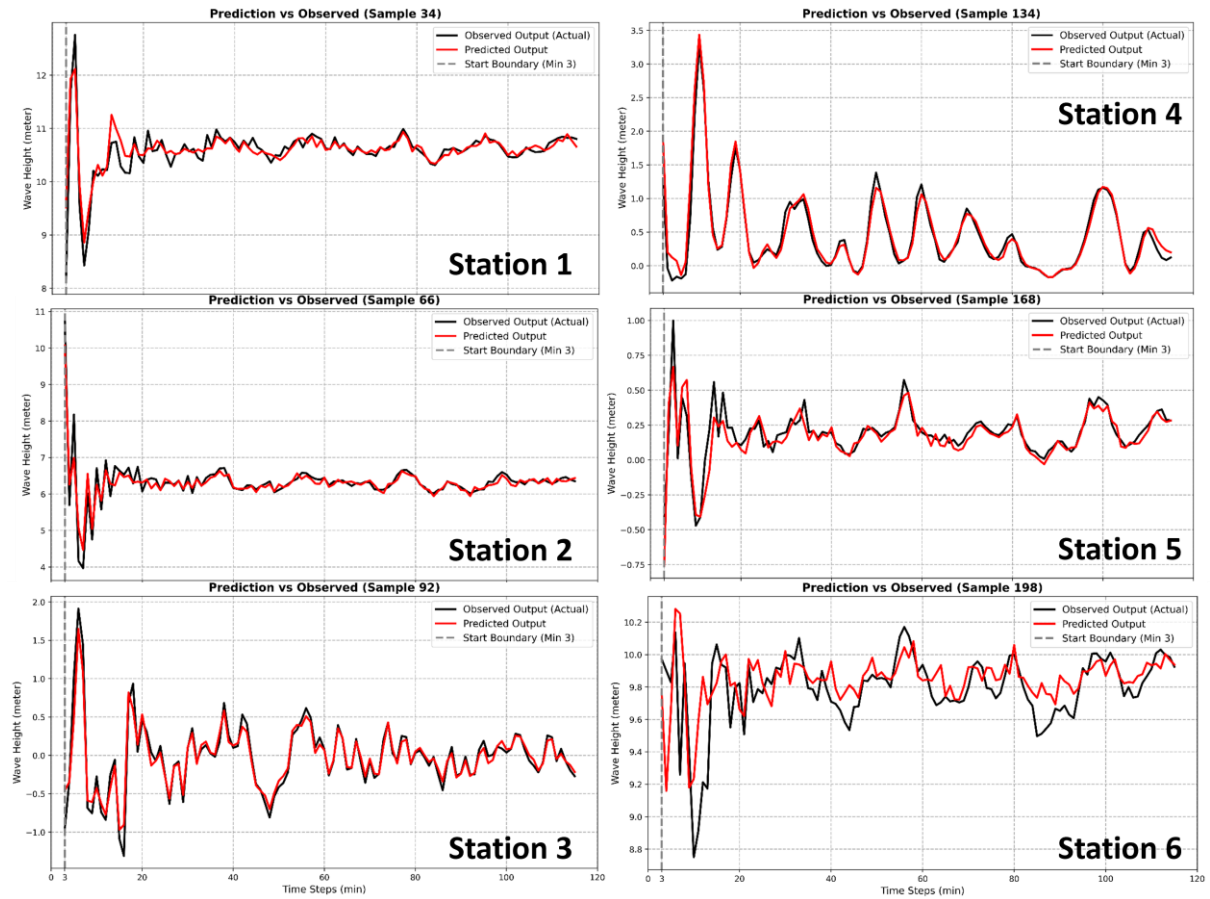 Prediction vs Observed (Sample 34)
Observed Output (Actual)
Predicted Output
Start Boundary (Min 3)
Wave Height (meter)
12
11
10
9
8
Station 1
Prediction vs Observed (Sample 66)
Observed Output (Actual)
Predicted Output
Start Boundary (Min 3)
Wave Height (meter)
11
10
9
8
7
6
5
4
Station 2
Prediction vs Observed (Sample 92)
Observed Output (Actual)
Predicted Output
Start Boundary (Min 3)
Wave Height (meter)
2.0
1.5
1.0
0.5
0.0
-0.5
-1.0
Station 3
0 3 20 40 60 80 100 120
Time Steps (min)
Prediction vs Observed (Sample 134)
Observed Output (Actual)
Predicted Output
Start Boundary (Min 3)
Wave Height (meter)
3.5
3.0
2.5
2.0
1.5
1.0
0.5
0.0
Station 4
Prediction vs Observed (Sample 168)
Observed Output (Actual)
Predicted Output
Start Boundary (Min 3)
Wave Height (meter)
1.00
0.75
0.50
0.25
0.00
-0.25
-0.50
-0.75
Station 5
Prediction vs Observed (Sample 198)
Observed Output (Actual)
Predicted Output
Start Boundary (Min 3)
Wave Height (meter)
10.2
10.0
9.8
9.6
9.4
9.2
9.0
8.8
Station 6
0 3 20 40 60 80 100 120
Time Steps (min)